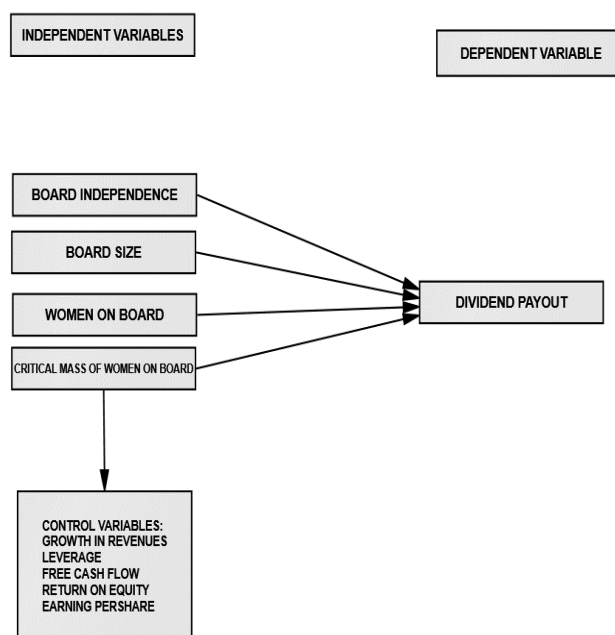 INDEPENDENT VARIABLES
DEPENDENT VARIABLE
BOARD INDEPENDENCE
BOARD SIZE
WOMEN ON BOARD
CRITICAL MASS OF WOMEN ON BOARD
DIVIDEND PAYOUT
CONTROL VARIABLES:
GROWTH IN REVENUES
LEVERAGE
FREE CASH FLOW
RETURN ON EQUITY
EARNING PERSHARE